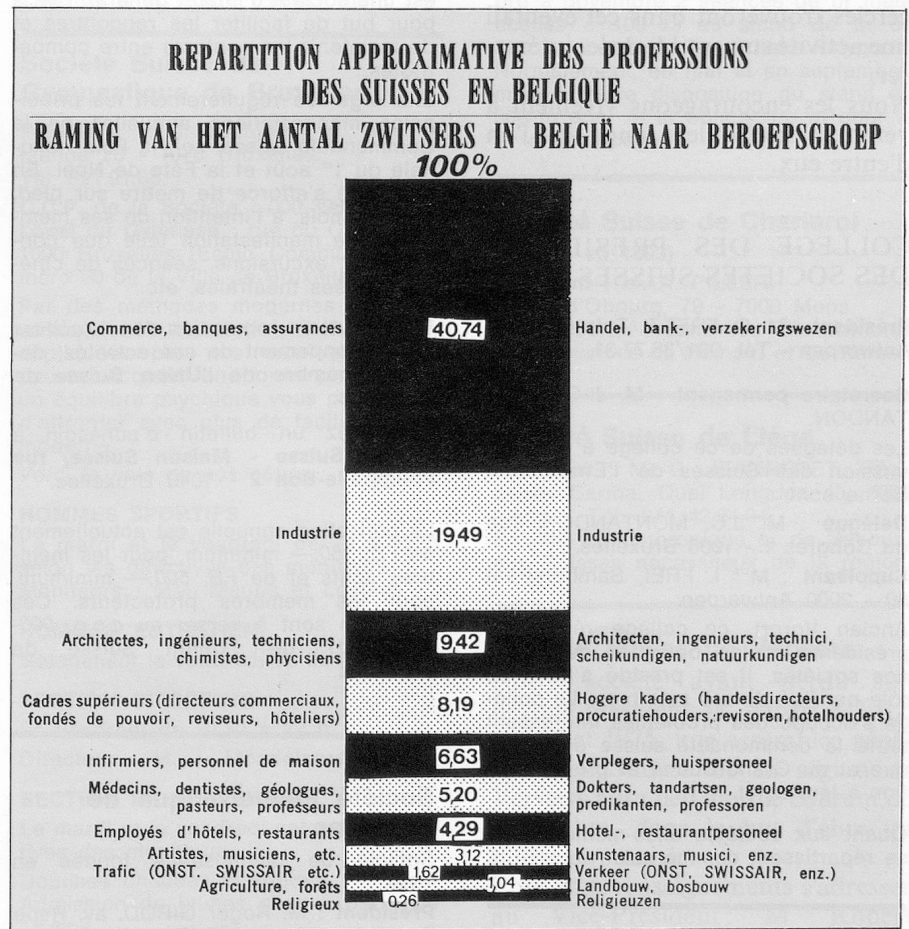 REPARTITION APPROXIMATIVE DES PROFESSIONS
DES SUISSES EN BELGIQUE
RAMING VAN HET AANTAL ZWITSERS IN BELGIË NAAR BEROEPSGROEP
100%
Commerce, banques, assurances 40,74 Handel, bank-, verzekeringswezen
Industrie 19,49 Industrie
Architectes, ingénieurs, techniciens,
chimistes, phycisiens
9,42
Architecten, ingenieurs, technici,
scheikundigen, natuurkundigen
Cadres supérieurs (directeurs commerciaux,
fondés de pouvoir, reviseurs, hôteliers)
8,19
Hogere kaders (handelsdirecteurs,
procuratiehouders, revisoren, hotelhouders)
Infirmiers, personnel de maison 6,63 Verplegers, huispersoneel
Médecins, dentistes, géologues,
pasteurs, professeurs
5,20
Dokters, tandartsen, geologen,
predikanten, professoren
Employés d'hôtels, restaurants 4,29 Hotel-, restaurantpersoneel
Artistes, musiciens, etc. 3,12 Kunstenaars, musici, enz.
Trafic (ONST. SWISSAIR etc.) 1,62 Verkeer (ONST, SWISSAIR, enz.)
Agriculture, forêts 1,04 Landbouw, bosbouw
Religieux 0,26 Religieuzen